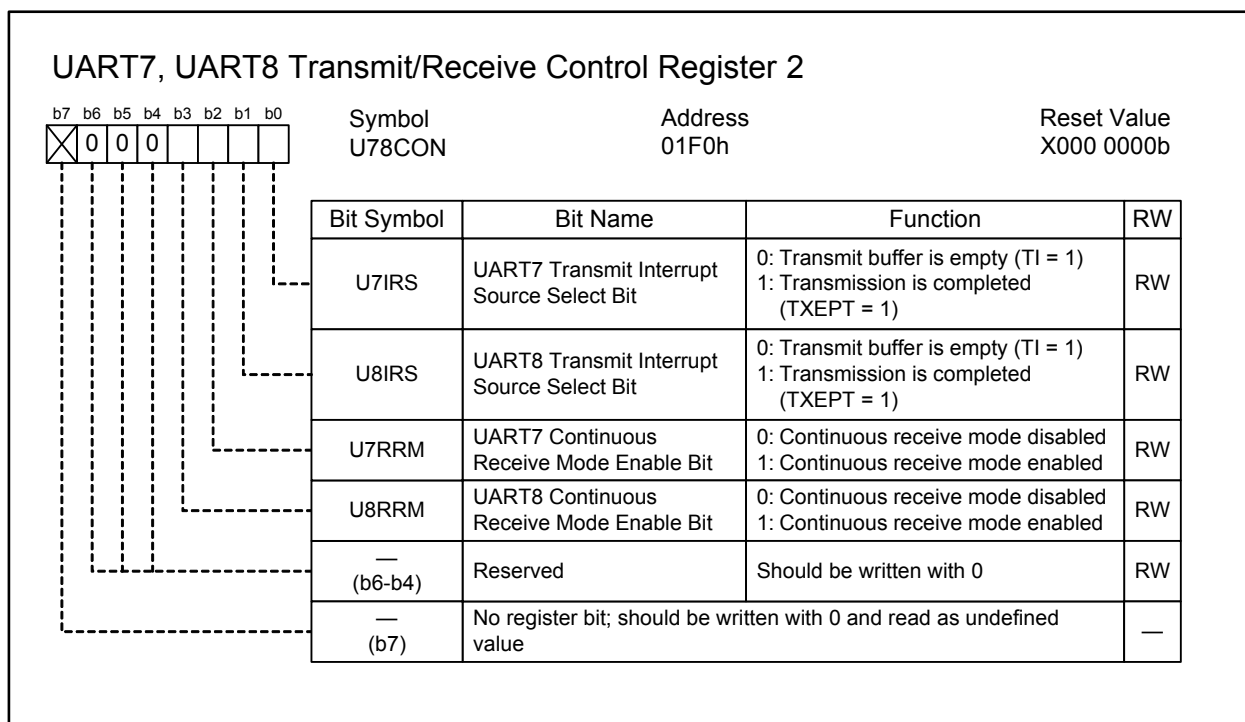 UART7, UART8 Transmit/Receive Control Register 2
b7 b6 b5 b4 b3 b2 b1 b0
0 0 0
Symbol Address Reset Value
U78CON 01F0h X000 0000b
Bit Symbol Bit Name Function RW
U7IRS
UART7 Transmit Interrupt
Source Select Bit
0: Transmit buffer is empty (TI = 1)
1: Transmission is completed
(TXEPT = 1)
RW
U8IRS
UART8 Transmit Interrupt
Source Select Bit
0: Transmit buffer is empty (TI = 1)
1: Transmission is completed
(TXEPT = 1)
RW
U7RRM
UART7 Continuous
Receive Mode Enable Bit
0: Continuous receive mode disabled
1: Continuous receive mode enabled
RW
U8RRM
UART8 Continuous
Receive Mode Enable Bit
0: Continuous receive mode disabled
1: Continuous receive mode enabled
RW
—
(b6-b4)
Reserved
Should be written with 0
RW
—
(b7)
No register bit; should be written with 0 and read as undefined
value
—